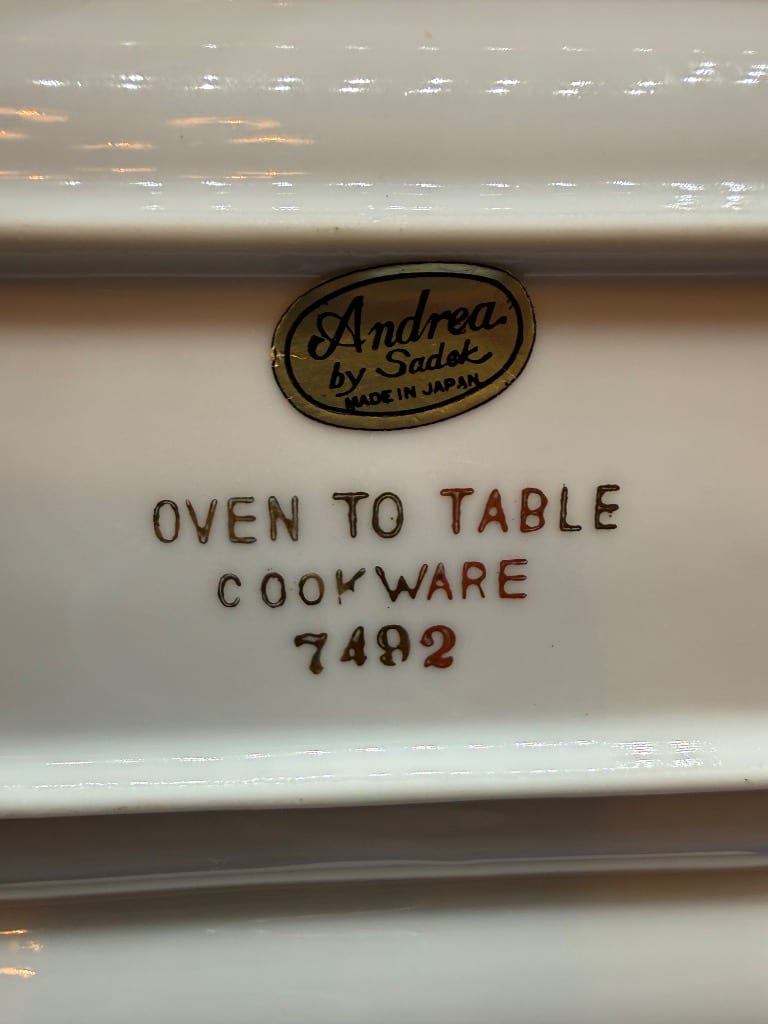 Andrea
by Sadek
MADE IN JAPAN
OVEN TO TABLE
COOKWARE
7492